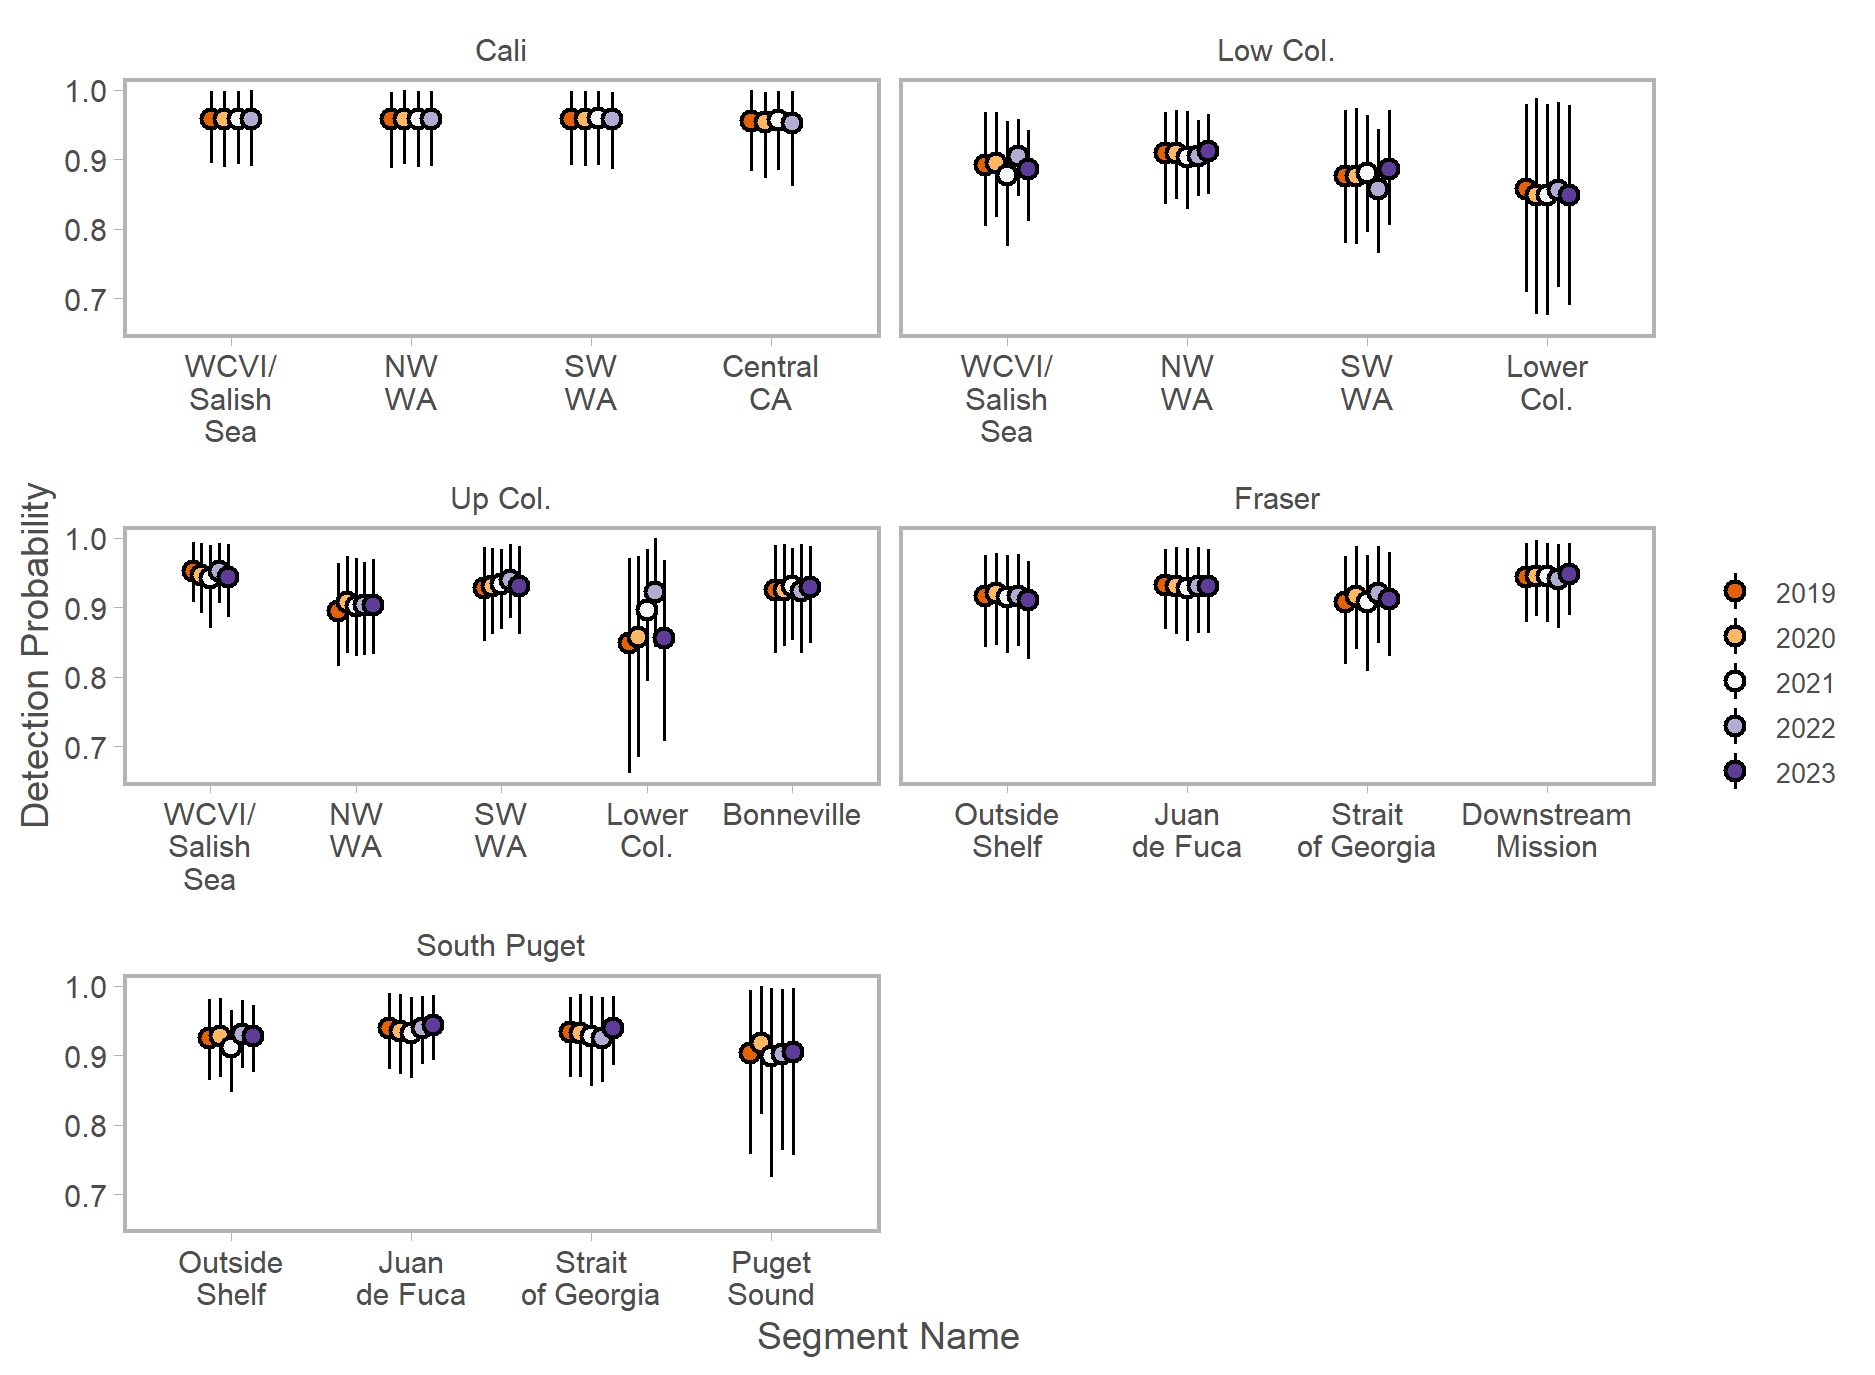 Cali
Low Col.
1.0
0.9
0.8
0.7
WCVI/
Salish
Sea
NW
WA
SW
WA
Central
CA
WCVI/
Salish
Sea
NW
WA
SW
WA
Lower
Col.
Detection Probability
Up Col.
Fraser
1.0
0.9
0.8
0.7
WCVI/
Salish
Sea
NW
WA
SW
WA
Lower
Col.
Bonneville
Outside
Shelf
Juan
de Fuca
Strait
of Georgia
Downstream
Mission
2019
2020
2021
2022
2023
South Puget
1.0
0.9
0.8
0.7
Outside
Shelf
Juan
de Fuca
Strait
of Georgia
Puget
Sound
Segment Name